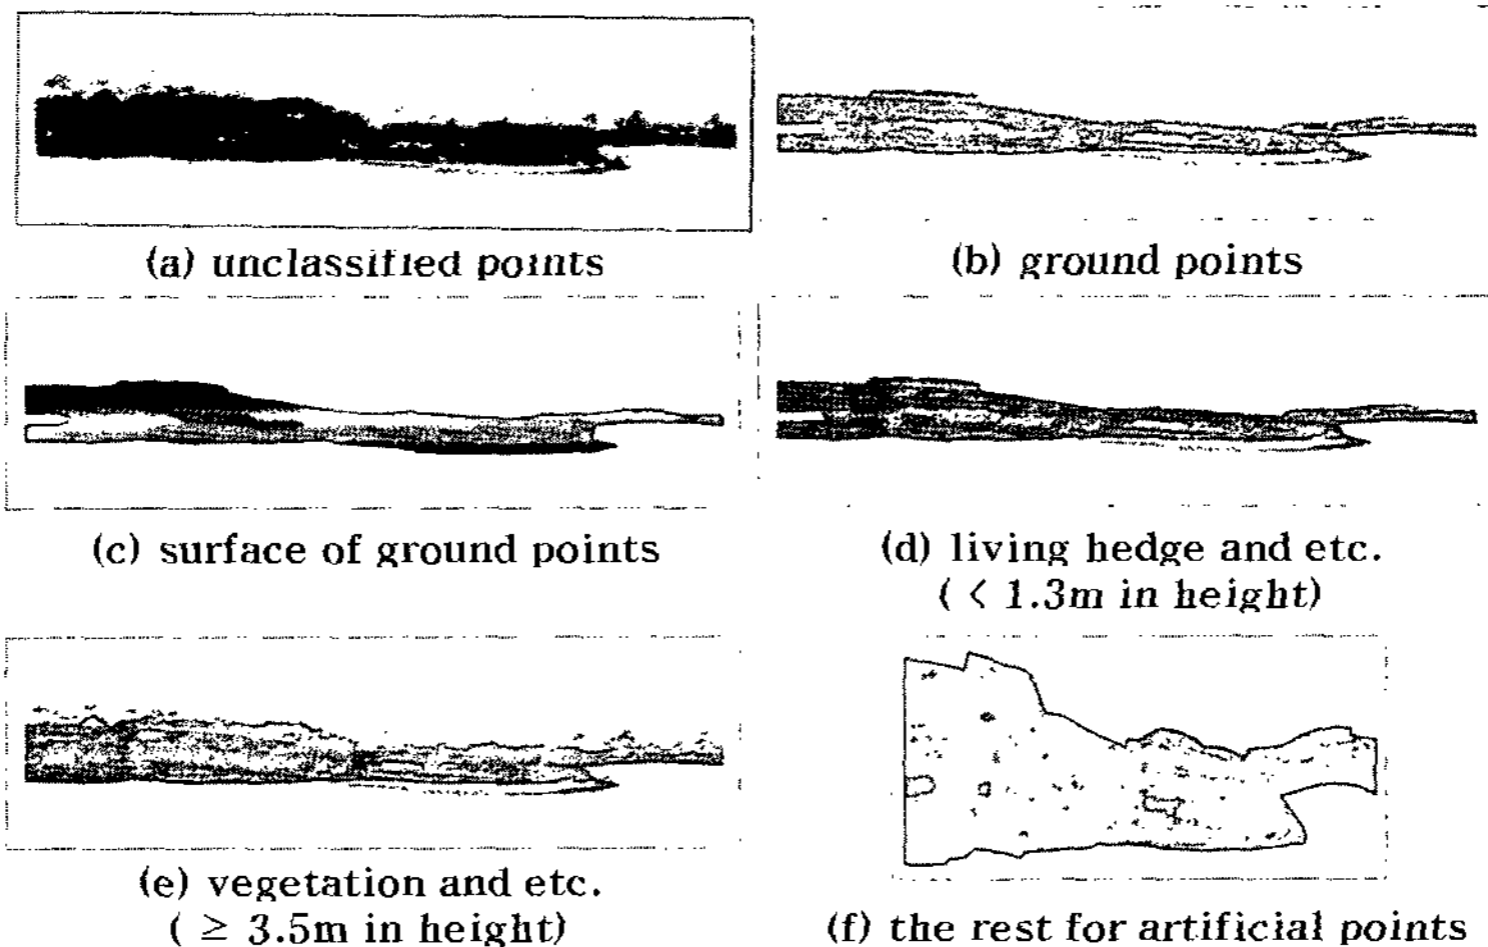 (a) unclassified points
(b) ground points
(c) surface of ground points
(d) living hedge and etc.
( < 1.3m in height)
(e) vegetation and etc.
( ≥ 3.5m in height)
(f) the rest for artificial points